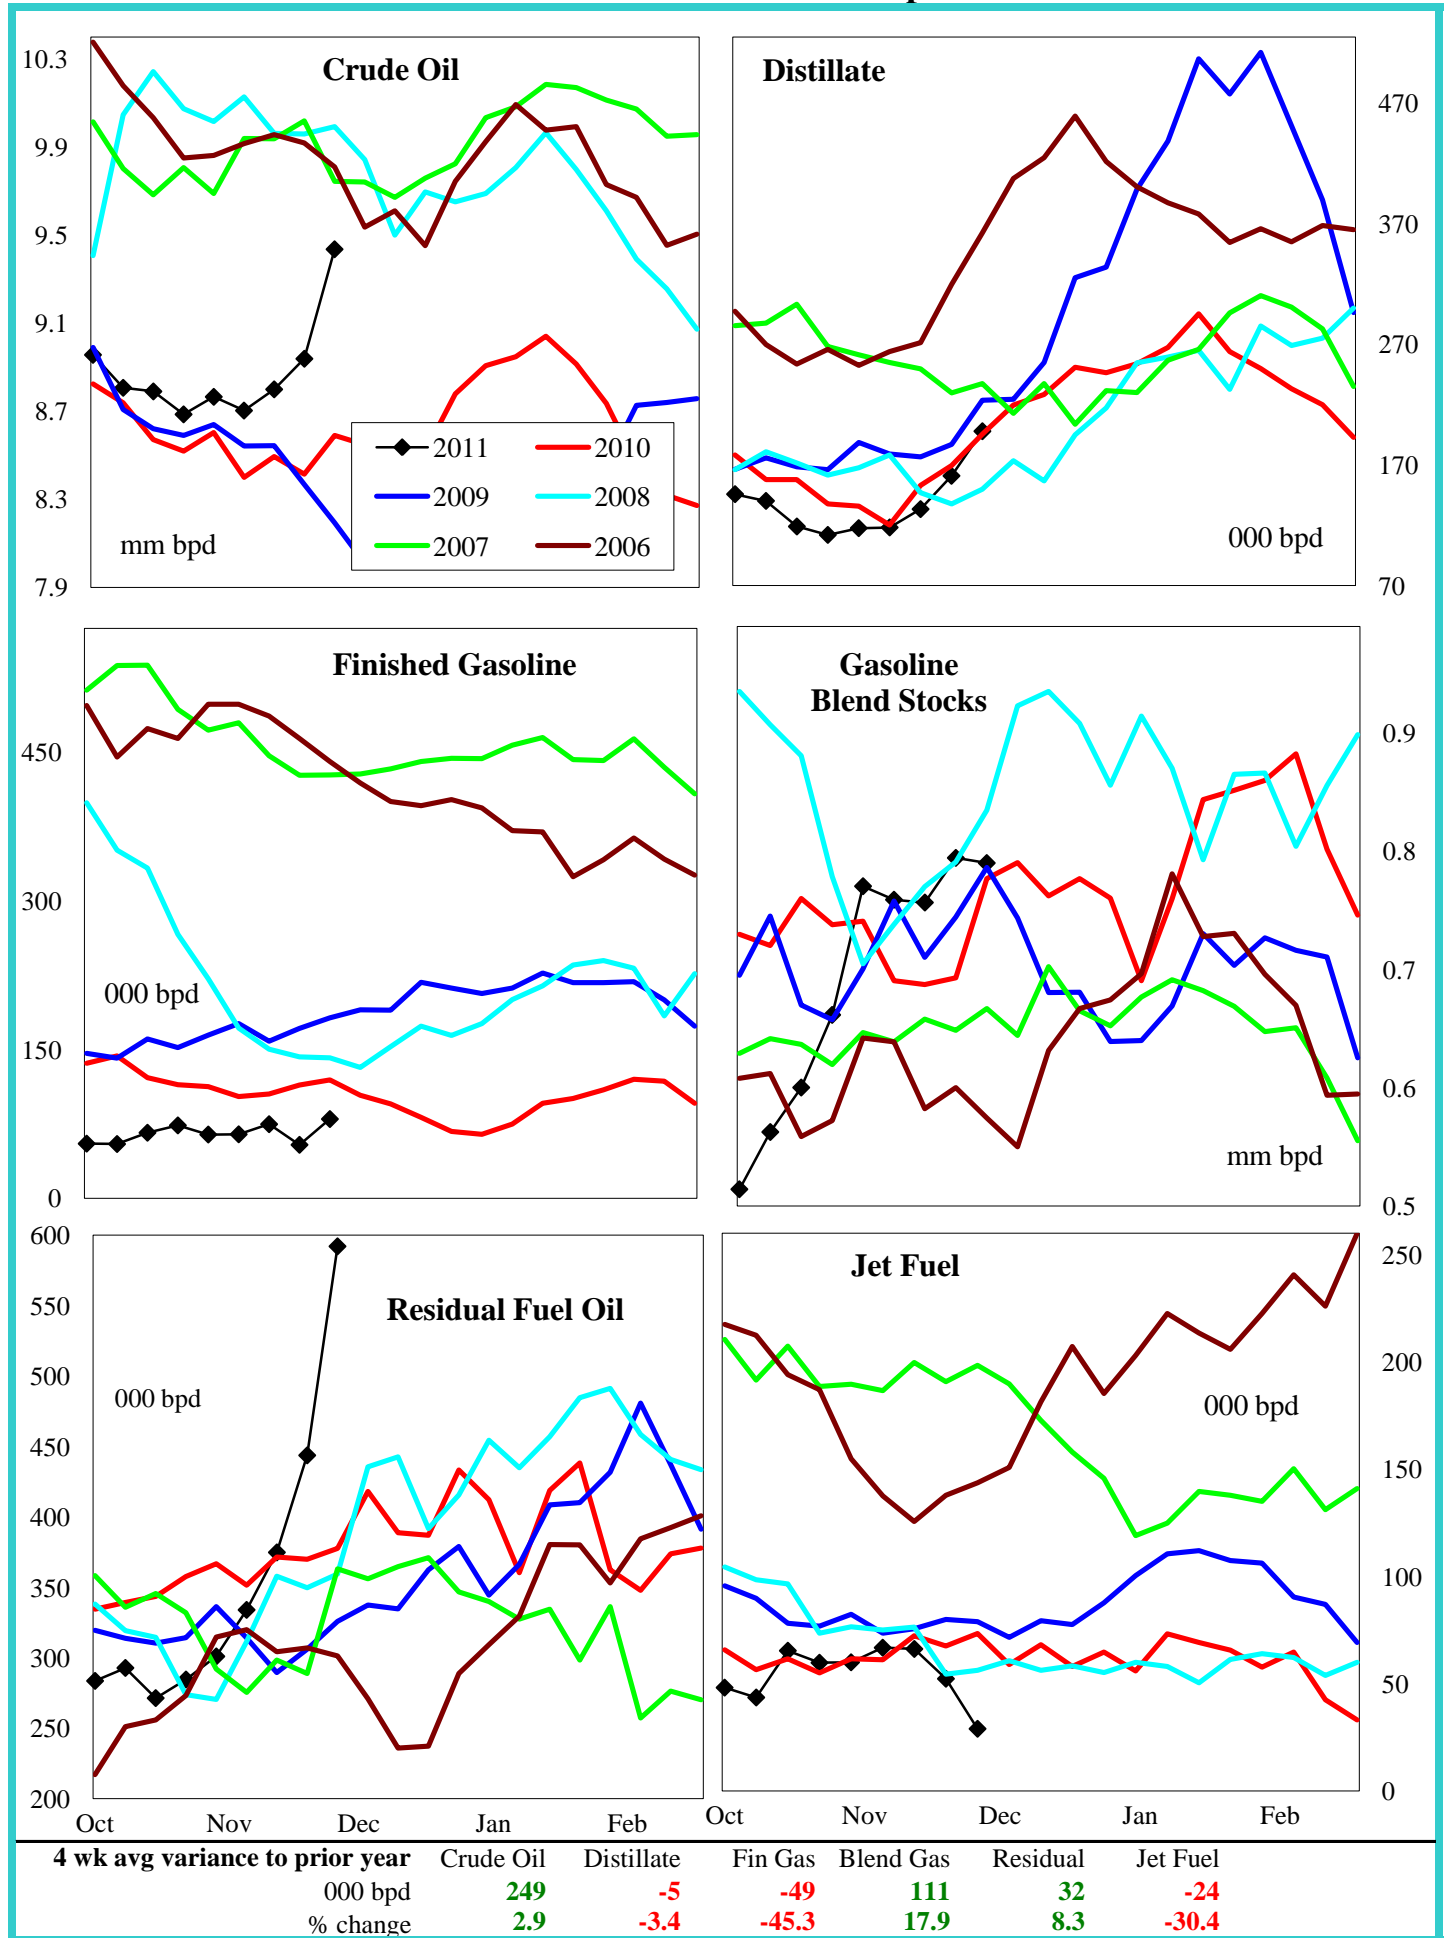 Crude Oil
10.3
9.9
9.5
9.1
8.7
8.3
7.9
mm bpd
2011 2010
2009 2008
2007 2006
Distillate
470
370
270
170
70
000 bpd
Finished Gasoline
450
300
150
0
000 bpd
Gasoline
Blend Stocks
0.9
0.8
0.7
0.6
0.5
mm bpd
Residual Fuel Oil
600
550
500
450
400
350
300
250
200
000 bpd
Oct Nov Dec Jan Feb
Jet Fuel
250
200
150
100
50
0
000 bpd
Oct Nov Dec Jan Feb
4 wk avg variance to prior year Crude Oil Distillate Fin Gas Blend Gas Residual Jet Fuel
000 bpd 249 -5 -49 111 32 -24
% change 2.9 -3.4 -45.3 17.9 8.3 -30.4